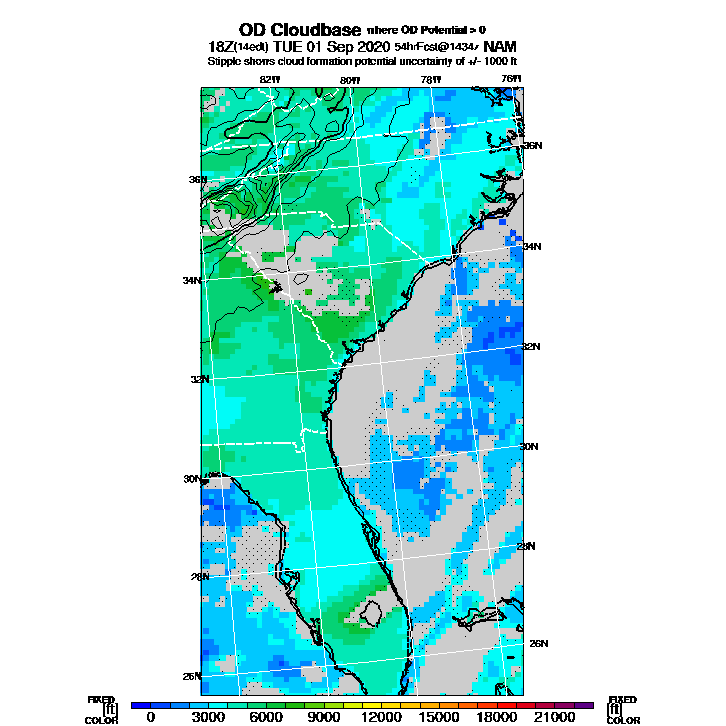 OD Cloudbase where OD Potential > 0
18Z(14edt) TUE 01 Sep 2020 54hrFcst@1434z NAM
Stipple shows cloud formation potential uncertainty of +/- 1000 ft
82W 80W 78W 76W
36N 36N
34N 34N
32N 32N
30N 30N
28N 28N
26N 26N
FIXED [ft] COLOR 0 3000 6000 9000 12000 15000 18000 21000 FIXED [ft] COLOR